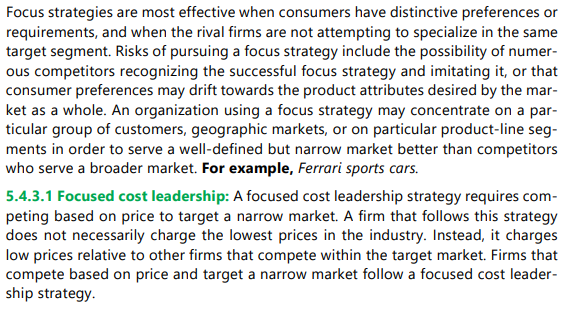 Focus strategies are most effective when consumers have distinctive preferences or
requirements, and when the rival firms are not attempting to specialize in the same
target segment. Risks of pursuing a focus strategy include the possibility of numer-
ous competitors recognizing the successful focus strategy and imitating it, or that
consumer preferences may drift towards the product attributes desired by the mar-
ket as a whole. An organization using a focus strategy may concentrate on a par-
ticular group of customers, geographic markets, or on particular product-line seg-
ments in order to serve a well-defined but narrow market better than competitors
who serve a broader market. For example, Ferrari sports cars.
5.4.3.1 Focused cost leadership: A focused cost leadership strategy requires com-
peting based on price to target a narrow market. A firm that follows this strategy
does not necessarily charge the lowest prices in the industry. Instead, it charges
low prices relative to other firms that compete within the target market. Firms that
compete based on price and target a narrow market follow a focused cost leader-
ship strategy.